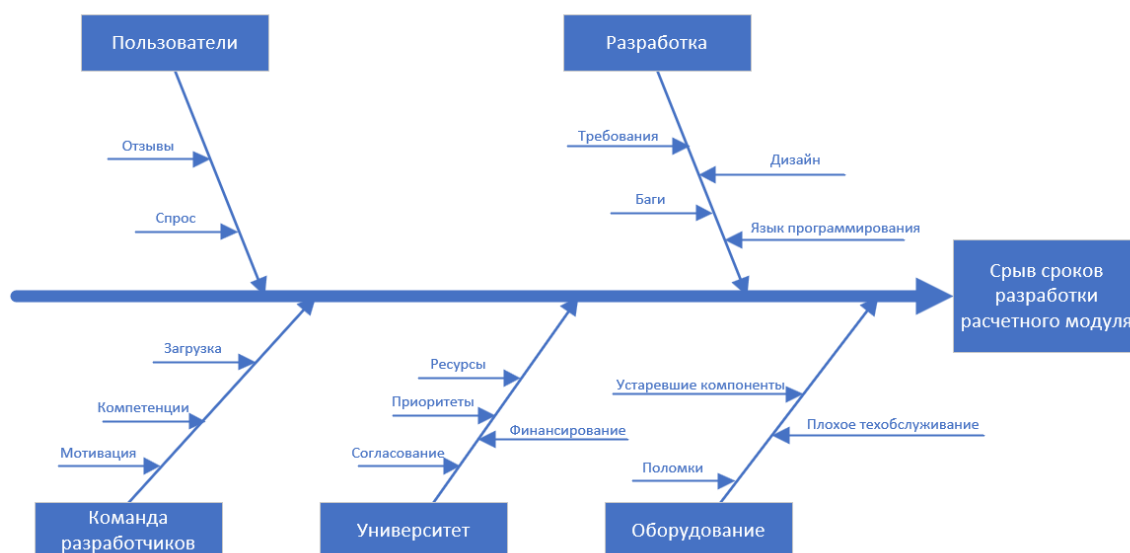 Пользователи
Разработка
Отзывы
Спрос
Требования
Дизайн
Баги
Язык программирования
Срыв сроков
разработки
расчетного модуля
Загрузка
Компетенции
Мотивация
Ресурсы
Приоритеты
Финансирование
Согласование
Устаревшие компоненты
Плохое техобслуживание
Поломки
Команда
разработчиков
Университет
Оборудование